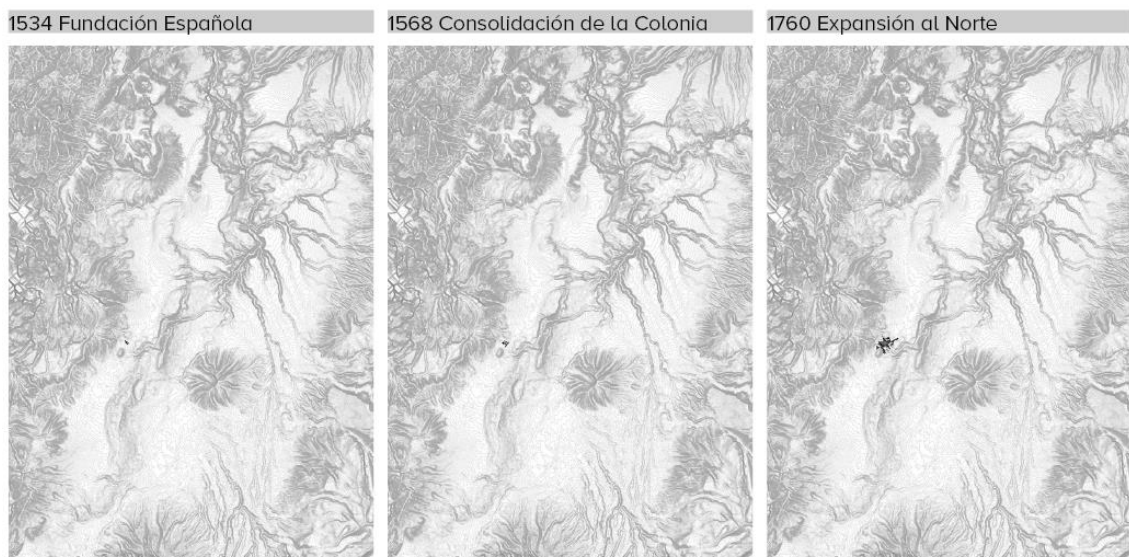 1534 Fundación Española
1568 Consolidación de la Colonia
1760 Expansión al Norte